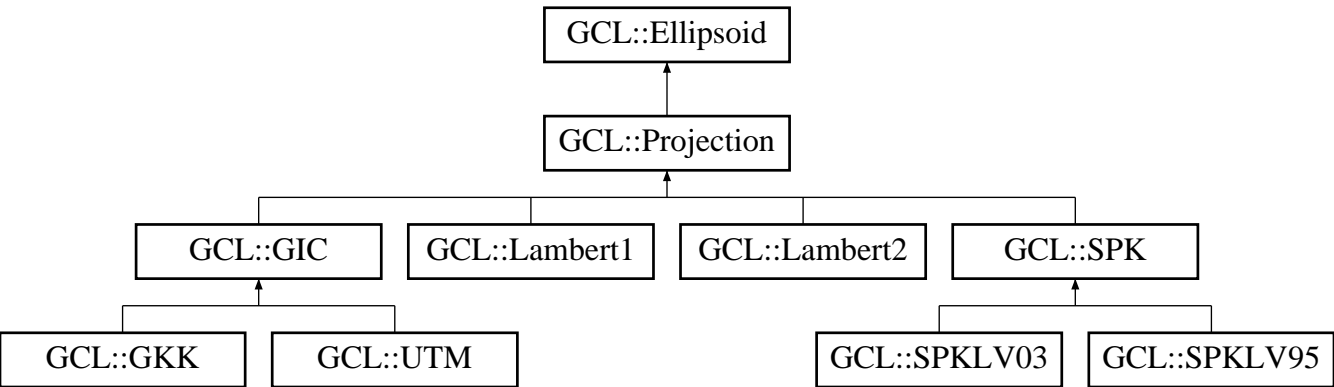 GCL::Ellipsoid
GCL::Projection
GCL::GIC
GCL::Lambert1
GCL::Lambert2
GCL::SPK
GCL::GKK
GCL::UTM
GCL::SPKLV03
GCL::SPKLV95